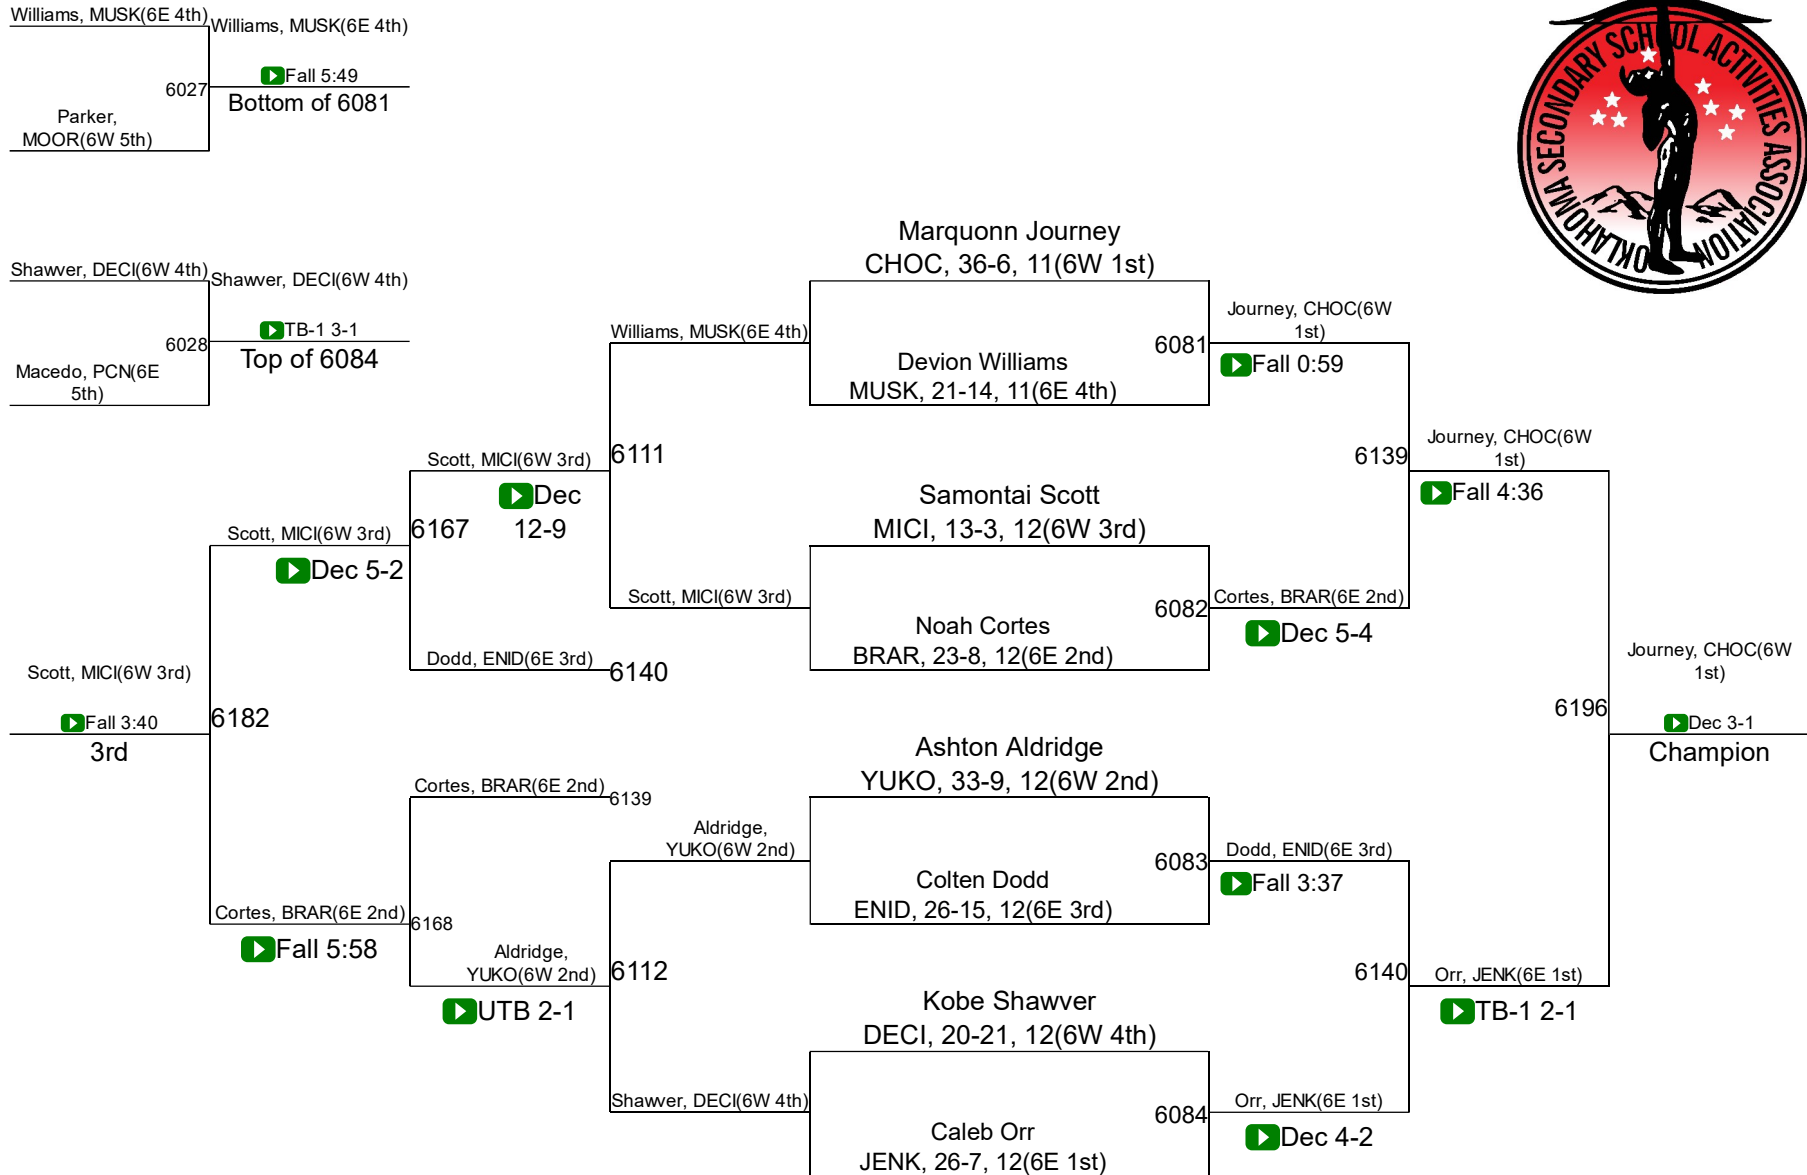 Williams, MUSK(6E 4th)
Williams, MUSK(6E 4th)
Fall 5:49
6027
Bottom of 6081
Parker,
MOOR(6W 5th)
OKLAHOMA SECONDARY SCHOOL ACTIVITIES ASSOCIATION
Shawver, DECI(6W 4th)
Shawver, DECI(6W 4th)
TB-1 3-1
6028
Top of 6084
Macedo, PCN(6E
5th)
Marquonn Journey
CHOC, 36-6, 11(6W 1st)
Williams, MUSK(6E 4th)
6081
Devion Williams
MUSK, 21-14, 11(6E 4th)
Journey, CHOC(6W
1st)
Fall 0:59
Scott, MICI(6W 3rd)
6111
Dec
12-9
6139
Journey, CHOC(6W
1st)
Fall 4:36
Samontai Scott
MICI, 13-3, 12(6W 3rd)
Scott, MICI(6W 3rd)
6167
Dec 5-2
Scott, MICI(6W 3rd)
6082
Noah Cortes
BRAR, 23-8, 12(6E 2nd)
Cortes, BRAR(6E 2nd)
Dec 5-4
Dodd, ENID(6E 3rd)
6140
Scott, MICI(6W 3rd)
Fall 3:40
3rd
6182
6196
Journey, CHOC(6W
1st)
Dec 3-1
Champion
Ashton Aldridge
YUKO, 33-9, 12(6W 2nd)
Cortes, BRAR(6E 2nd)
6139
Aldridge,
YUKO(6W 2nd)
6083
Colten Dodd
ENID, 26-15, 12(6E 3rd)
Dodd, ENID(6E 3rd)
Fall 3:37
Cortes, BRAR(6E 2nd)
6168
Fall 5:58
Aldridge,
YUKO(6W 2nd)
6112
UTB 2-1
6140
Orr, JENK(6E 1st)
TB-1 2-1
Kobe Shawver
DECI, 20-21, 12(6W 4th)
Shawver, DECI(6W 4th)
6084
Caleb Orr
JENK, 26-7, 12(6E 1st)
Orr, JENK(6E 1st)
Dec 4-2